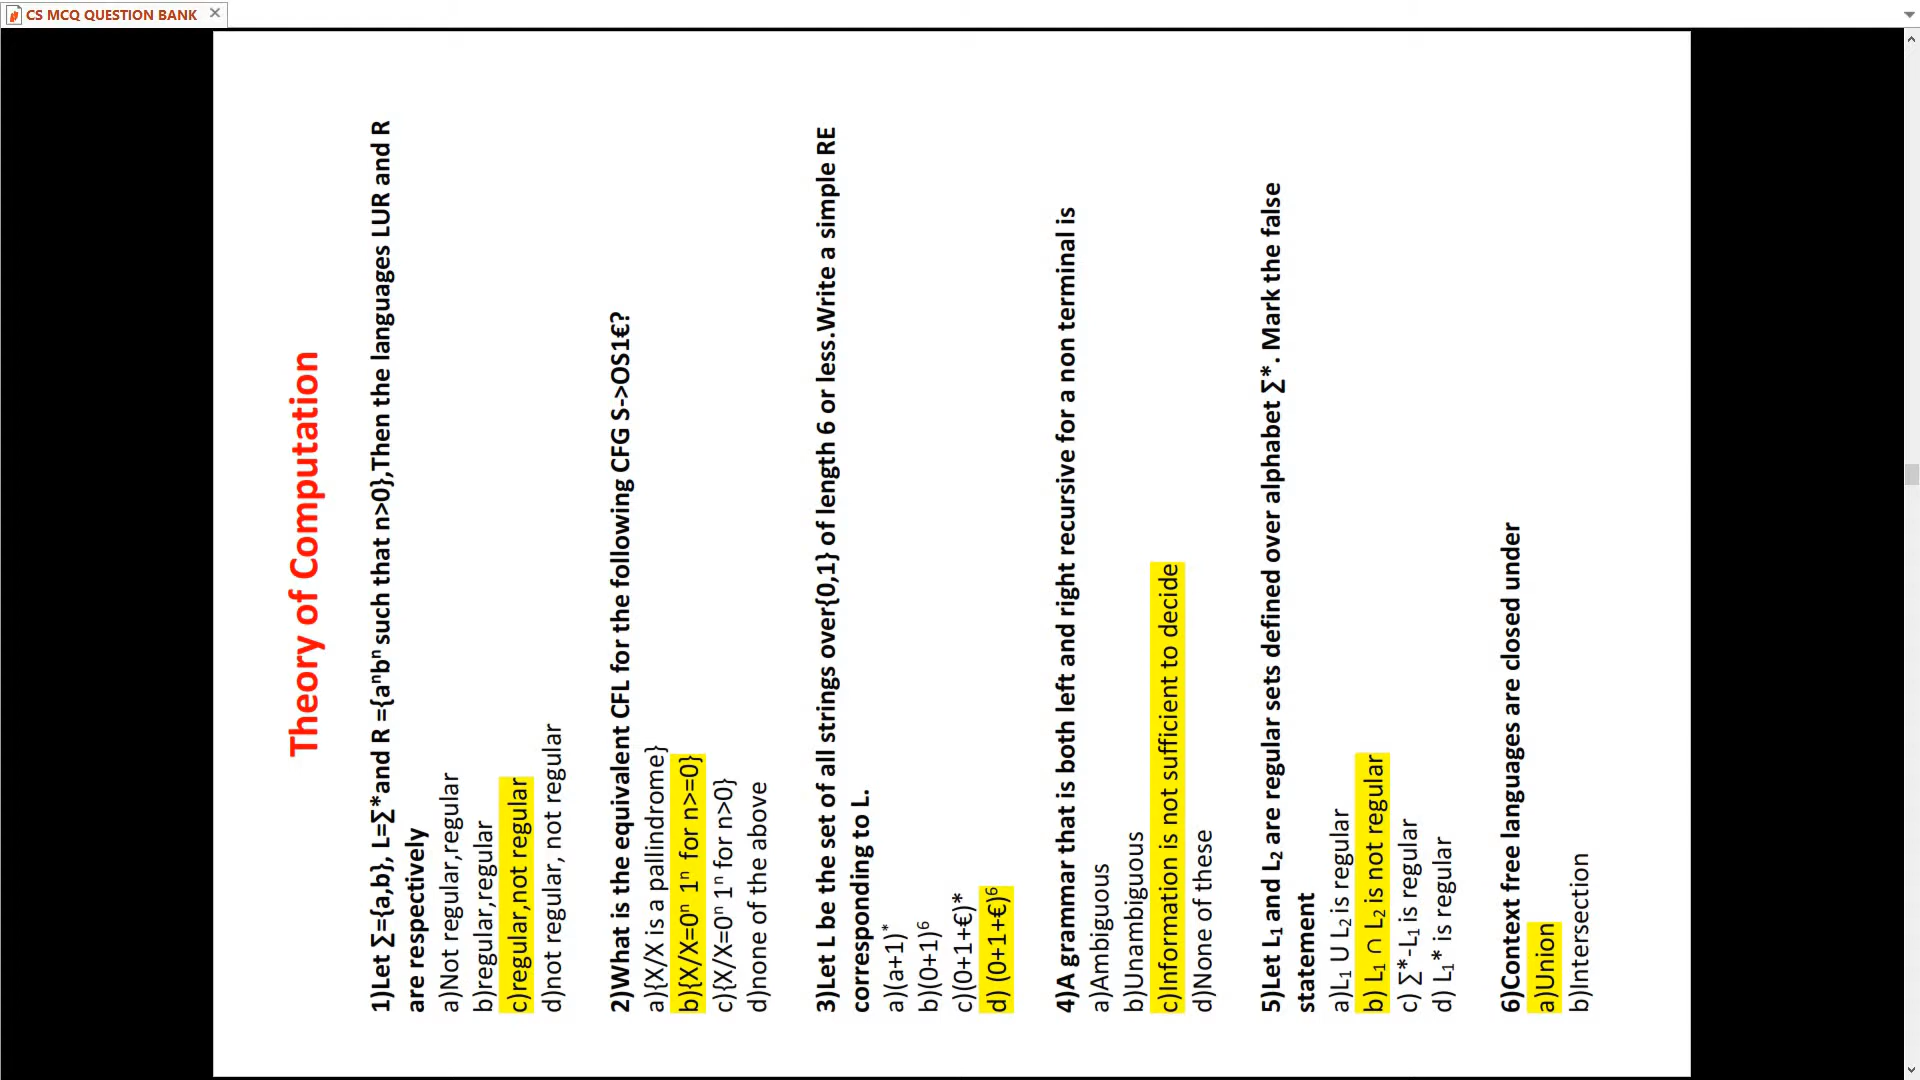 CS MCQ QUESTION BANK
Theory of Computation
1)Let ∑={a,b}, L=∑*and R ={aⁿbⁿ such that n>0},Then the languages LUR and R
are respectively
a)Not regular,regular
b)regular,regular
c)regular,not regular
d)not regular, not regular
2)What is the equivalent CFL for the following CFG S->OS1€?
a){X/X is a pallindrome}
b){X/X=0ⁿ 1ⁿ for n>=0}
c){X/X=0ⁿ 1ⁿ for n>0}
d)none of the above
3)Let L be the set of all strings over{0,1} of length 6 or less.Write a simple RE
corresponding to L.
a)(a+1)*
b)(0+1)⁶
c)(0+1+€)*
d) (0+1+€)⁶
4)A grammar that is both left and right recursive for a non terminal is
a)Ambiguous
b)Unambiguous
c)Information is not sufficient to decide
d)None of these
5)Let L₁ and L₂ are regular sets defined over alphabet ∑*. Mark the false
statement
a)L₁ ∪ L₂ is regular
b) L₁ ∩ L₂ is not regular
c) ∑*-L₁ is regular
d) L₁* is regular
6)Context free languages are closed under
a)Union
b)Intersection